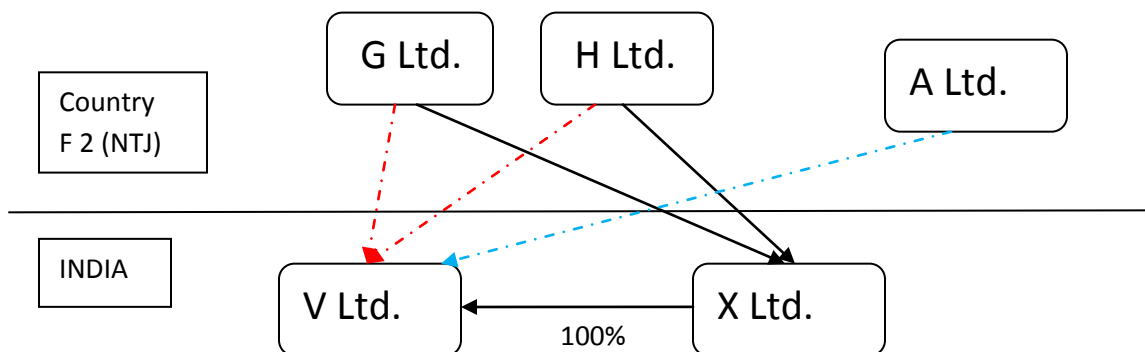 G Ltd.
H Ltd.
A Ltd.
Country
F 2 (NTJ)
INDIA
V Ltd.
X Ltd.
100%